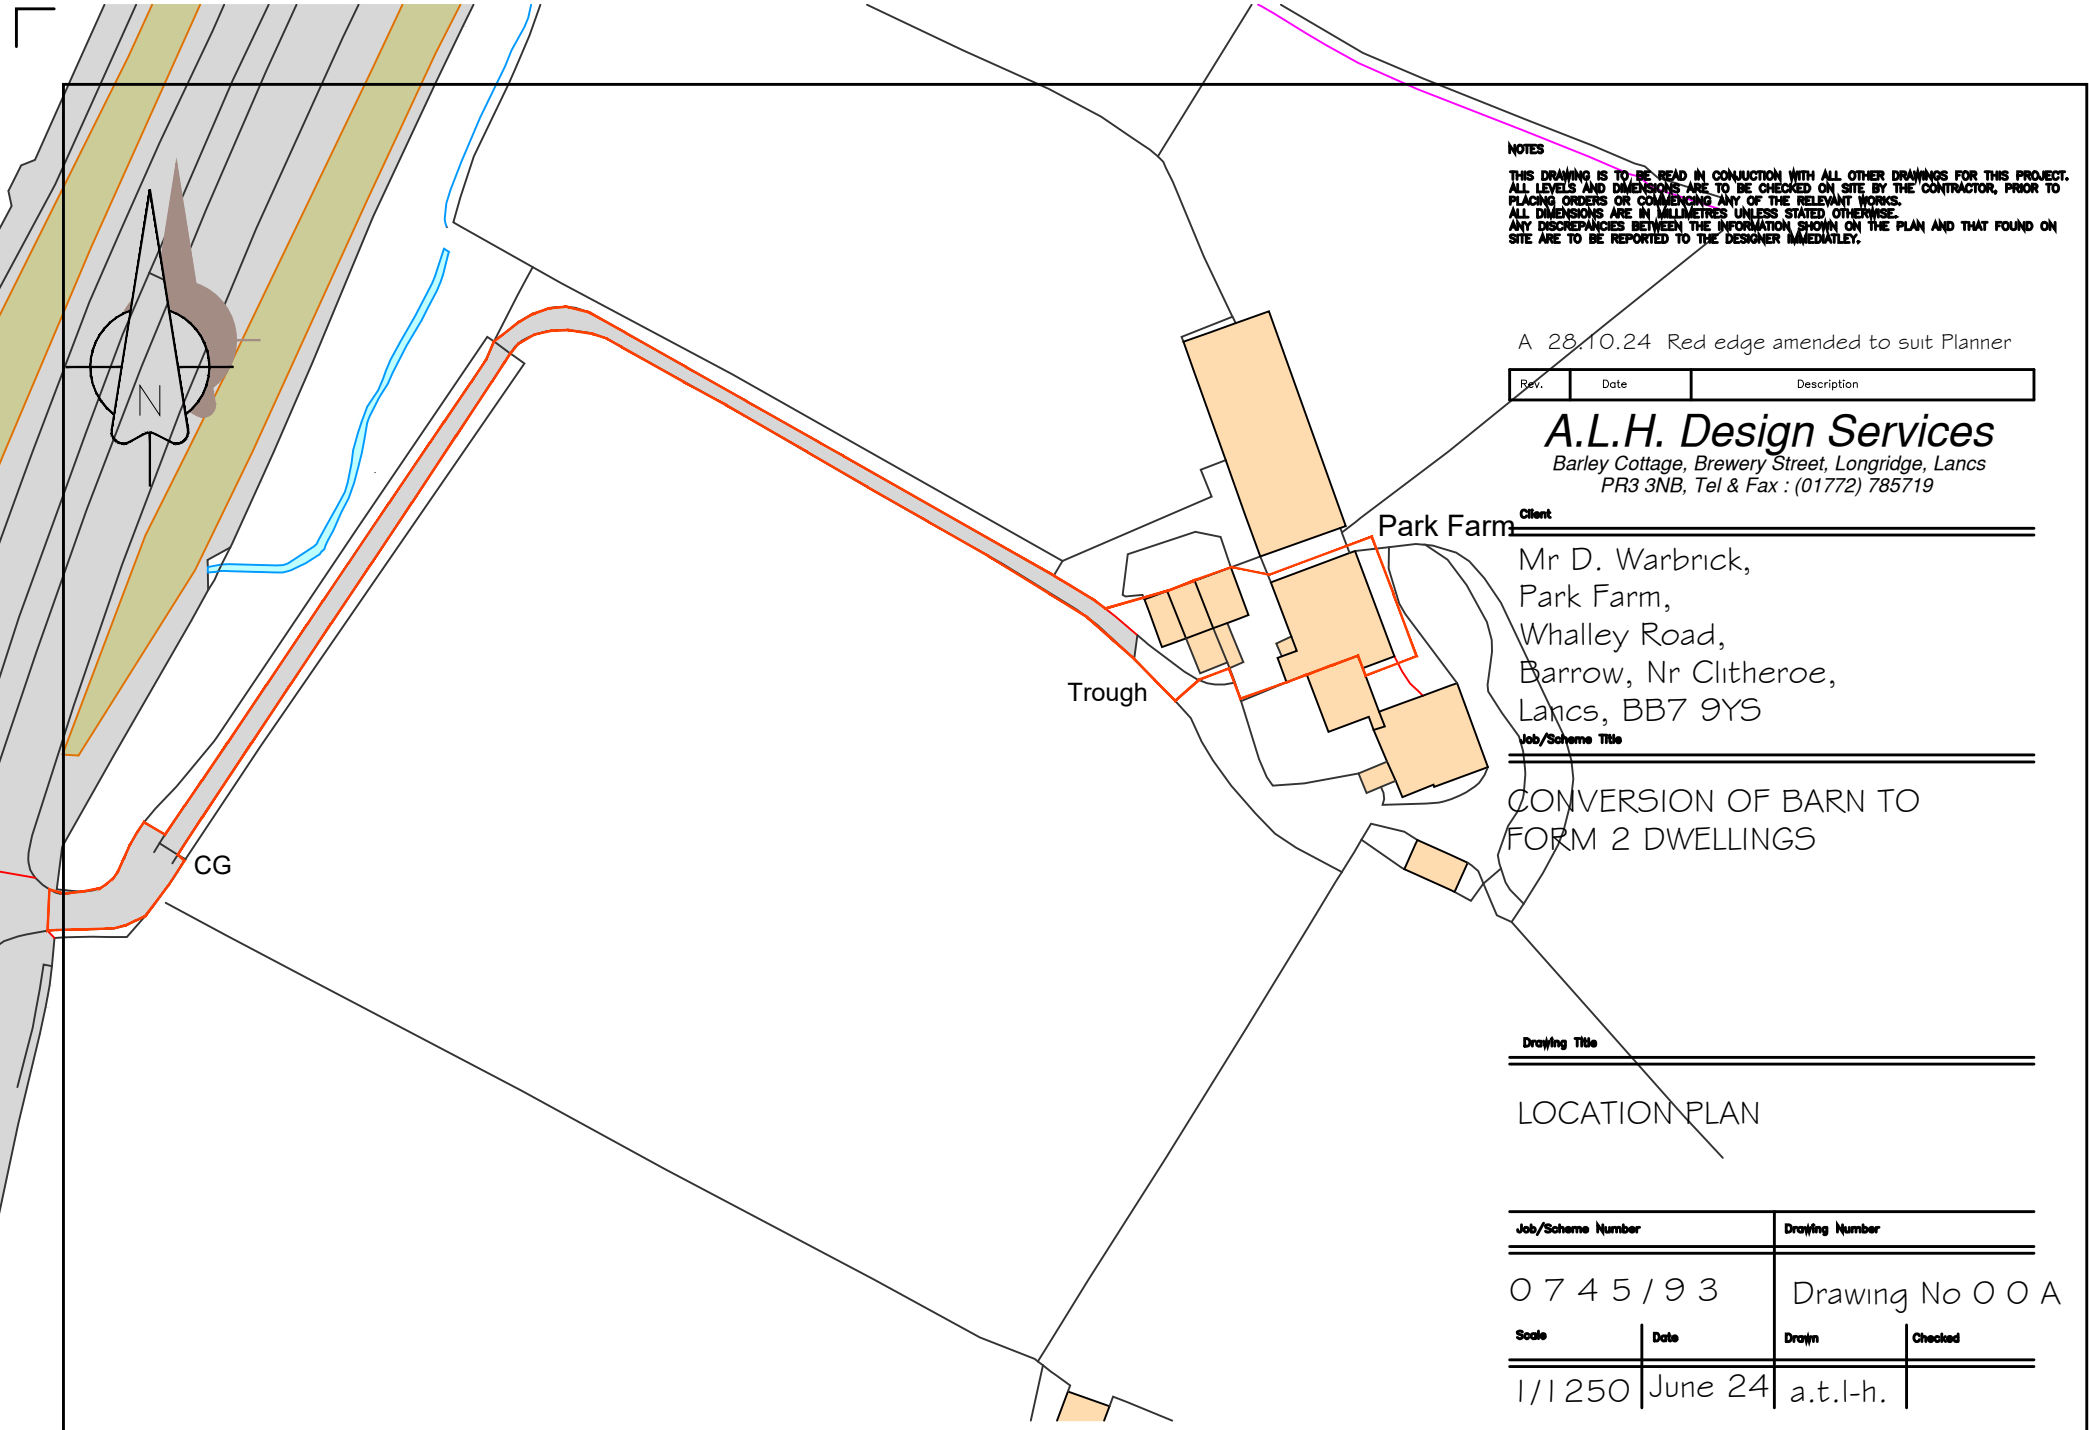 NOTES
THIS DRAWING IS TO BE READ IN CONJUCTION WITH ALL OTHER DRAWINGS FOR THIS PROJECT.
ALL LEVELS AND DIMENSIONS ARE TO BE CHECKED ON SITE BY THE CONTRACTOR, PRIOR TO
PLACING ORDERS OR COMMENCING ANY OF THE RELEVANT WORKS.
ALL DIMENSIONS ARE IN MILLIMETRES UNLESS STATED OTHERWISE.
ANY DISCREPANCIES BETWEEN THE INFORMATION SHOWN ON THE PLAN AND THAT FOUND ON
SITE ARE TO BE REPORTED TO THE DESIGNER IMMEDIATLEY.
A 28.10.24 Red edge amended to suit Planner
Rev. Date Description
A.L.H. Design Services
Barley Cottage, Brewery Street, Longridge, Lancs
PR3 3NB, Tel & Fax : (01772) 785719
Client
Mr D. Warbrick,
Park Farm,
Whalley Road,
Barrow, Nr Clitheroe,
Lancs, BB7 9YS
Job/Scheme Title
CONVERSION OF BARN TO
FORM 2 DWELLINGS
Drawing Title
LOCATION PLAN
Job/Scheme Number Drawing Number
0745/93 Drawing No 00A
Scale Date Drawn Checked
1/1250 June 24 a.t.l-h.
N
Park Farm
Trough
CG